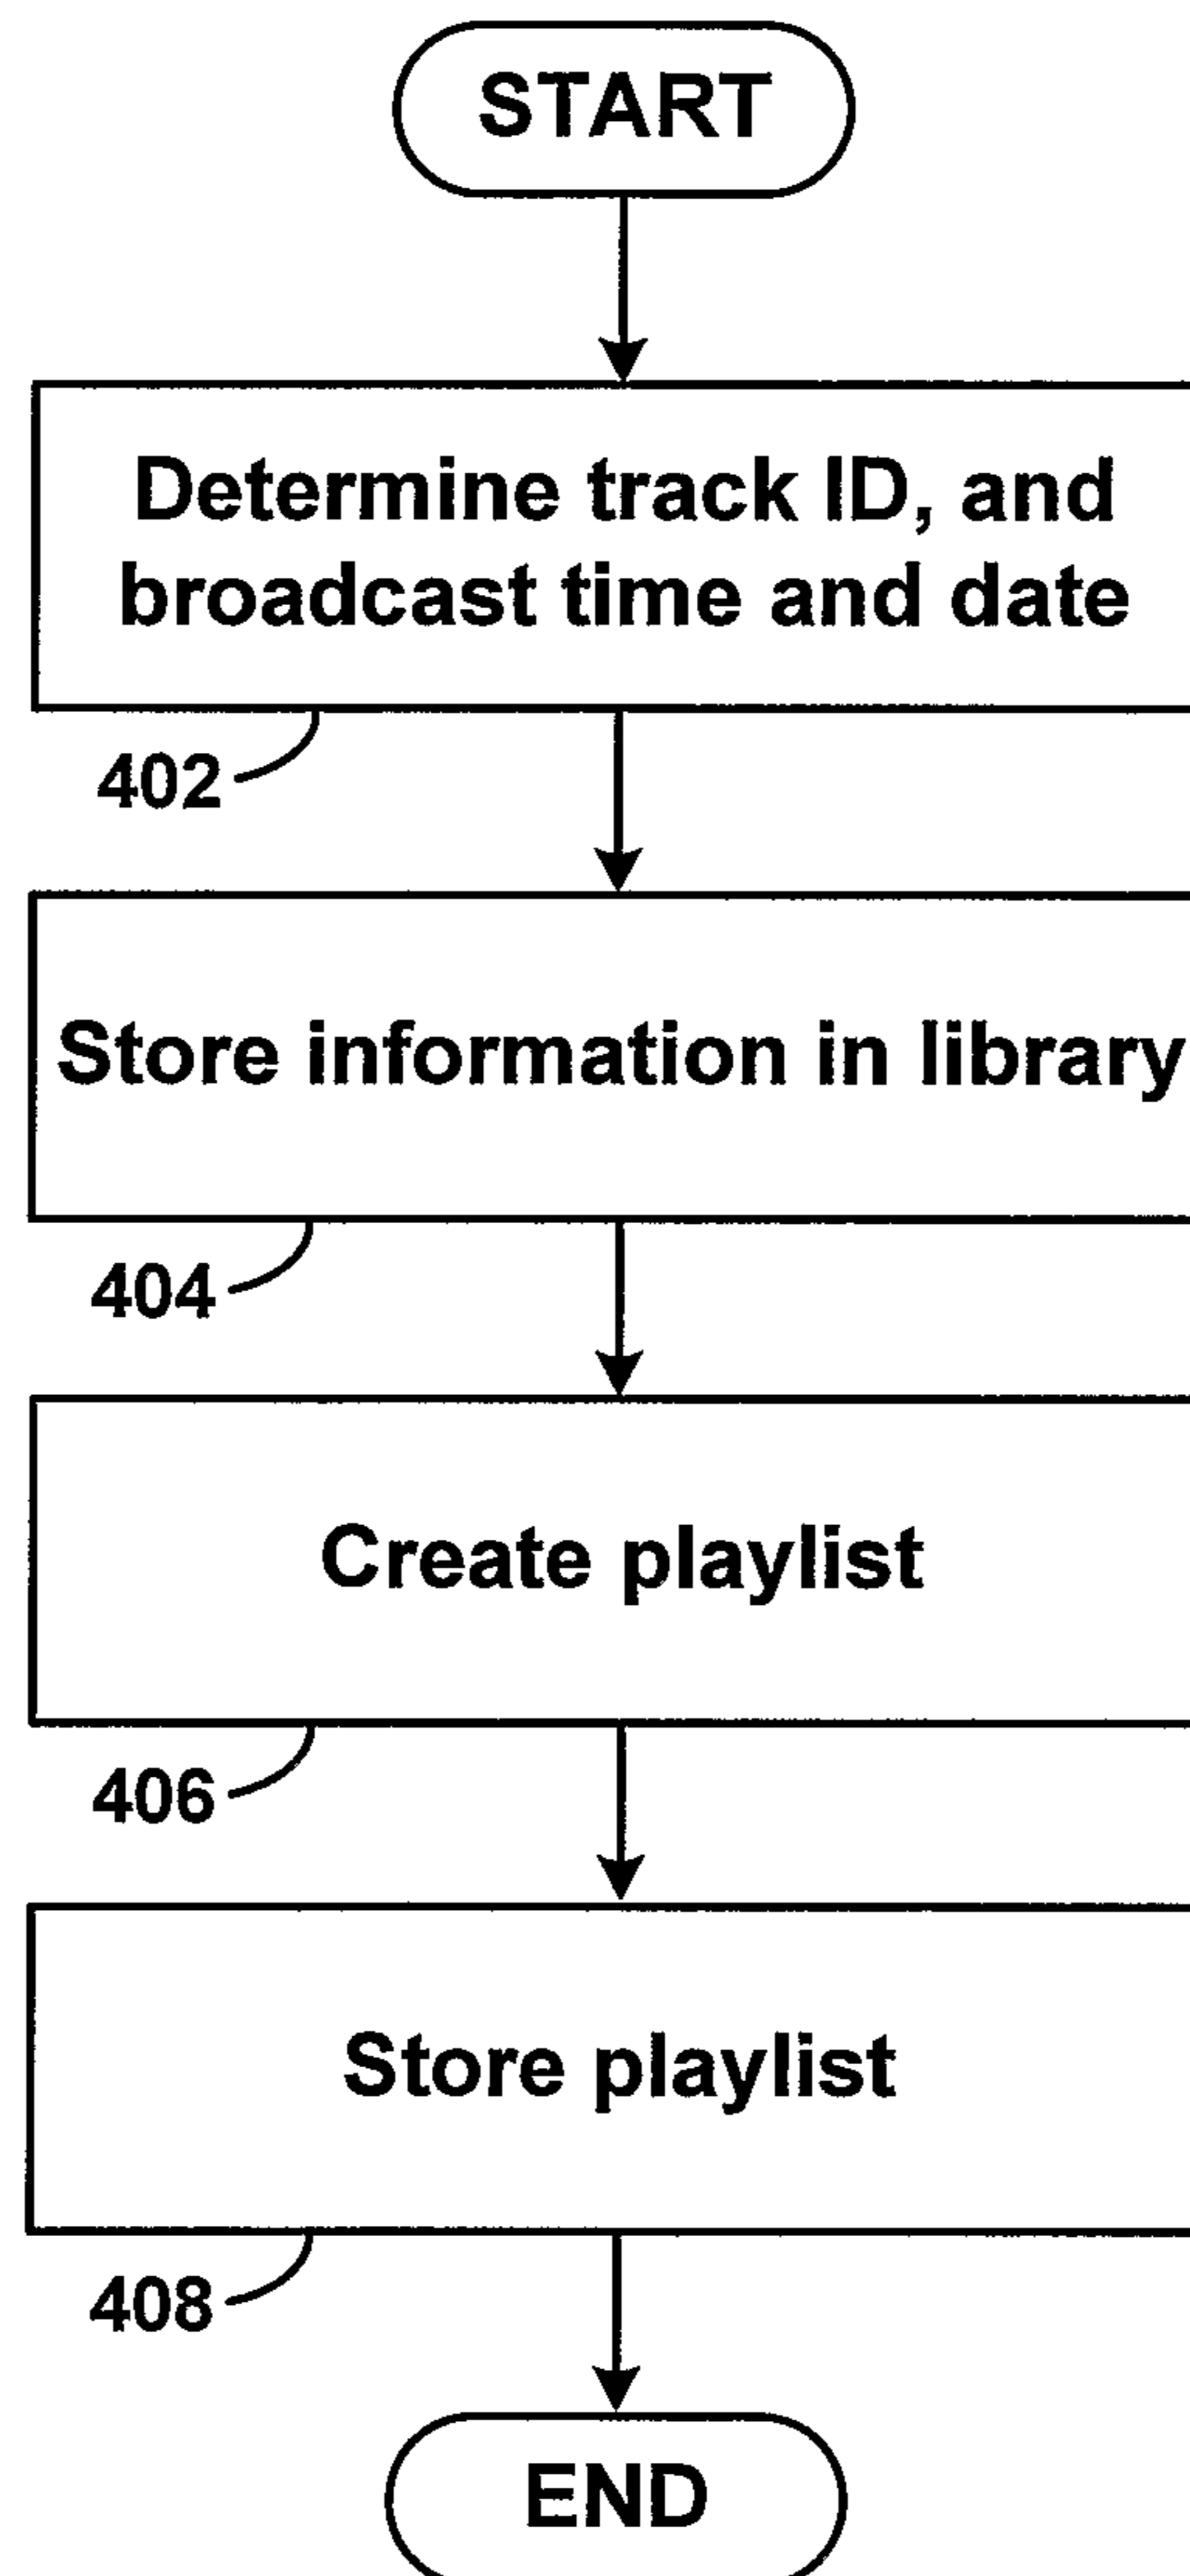 START
Determine track ID, and
broadcast time and date
402
Store information in library
404
Create playlist
406
Store playlist
408
END